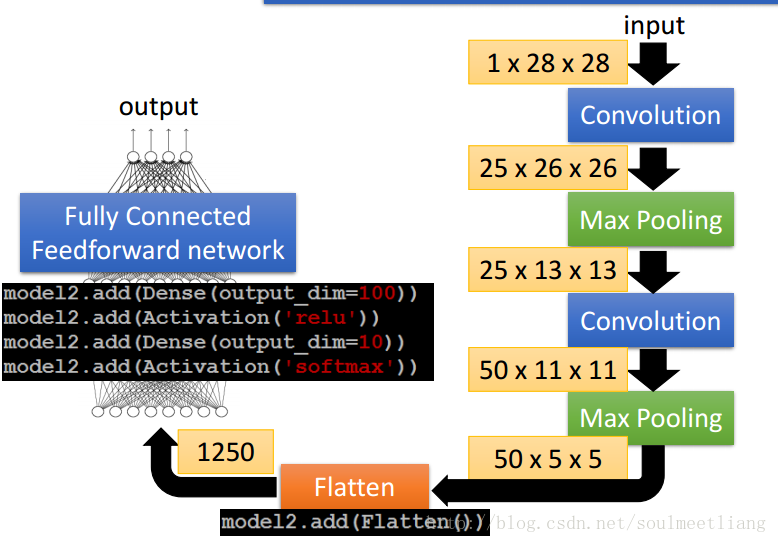 input
1 x 28 x 28
Convolution
25 x 26 x 26
Max Pooling
25 x 13 x 13
Convolution
50 x 11 x 11
Max Pooling
50 x 5 x 5
Flatten
model2.add(Flatten())
1250
output
Fully Connected
Feedforward network
model2.add(Dense(output_dim=100))
model2.add(Activation('relu'))
model2.add(Dense(output_dim=10))
model2.add(Activation('softmax'))
http://blog.csdn.net/soulmeetliang